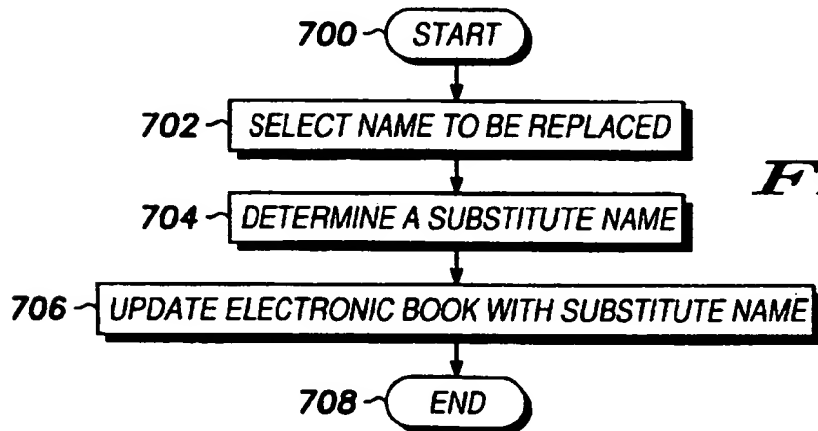 700 START
702 SELECT NAME TO BE REPLACED
704 DETERMINE A SUBSTITUTE NAME
706 UPDATE ELECTRONIC BOOK WITH SUBSTITUTE NAME
708 END